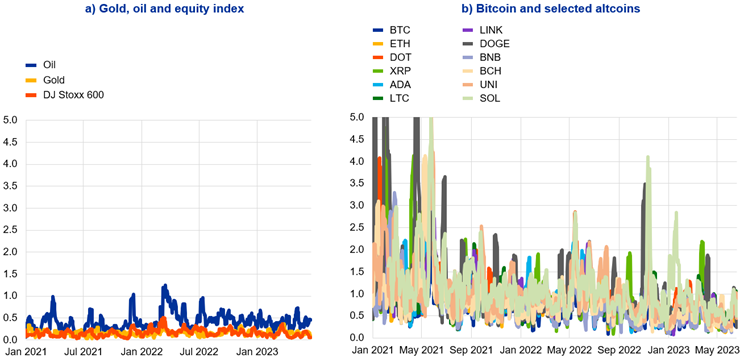 a) Gold, oil and equity index
Oil
Gold
DJ Stoxx 600
5.0
4.5
4.0
3.5
3.0
2.5
2.0
1.5
1.0
0.5
0.0
Jan 2021 Jul 2021 Jan 2022 Jul 2022 Jan 2023
b) Bitcoin and selected altcoins
BTC LINK
ETH DOGE
DOT BNB
XRP BCH
ADA UNI
LTC SOL
5.0
4.5
4.0
3.5
3.0
2.5
2.0
1.5
1.0
0.5
0.0
Jan 2021 May 2021 Sep 2021 Jan 2022 May 2022 Sep 2022 Jan 2023 May 2023